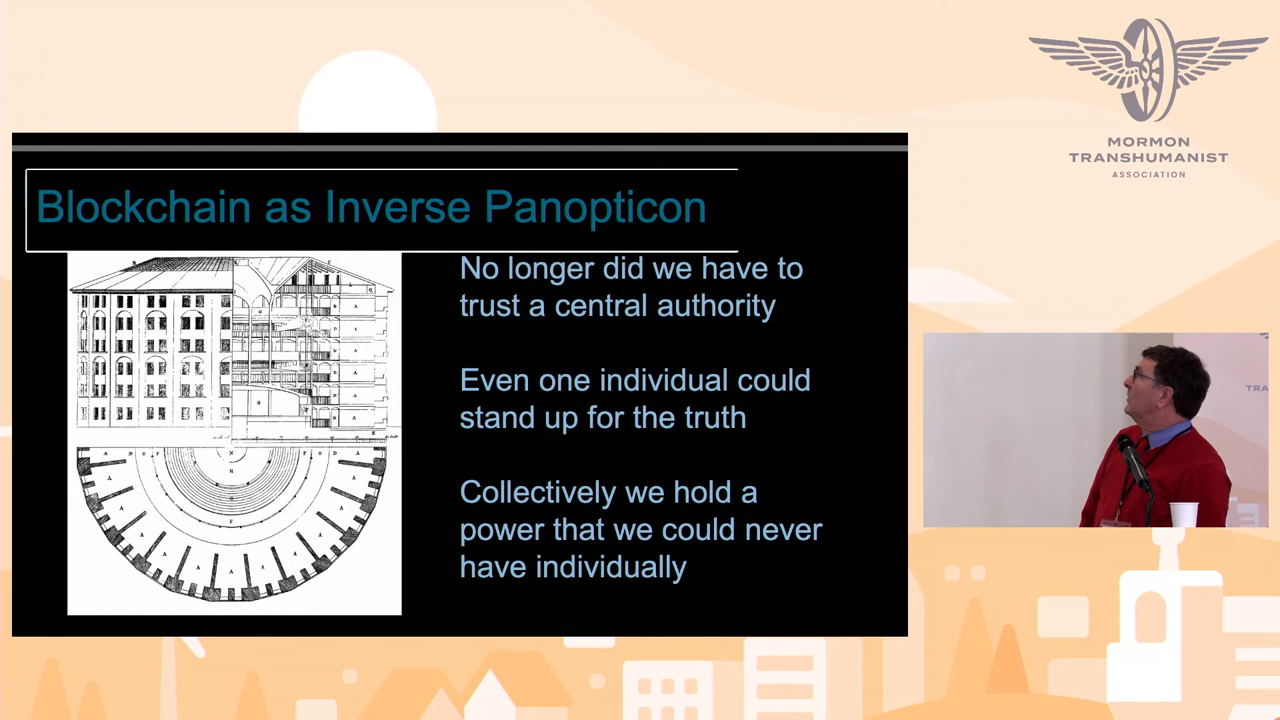 MORMON
TRANSHUMANIST
ASSOCIATION
Blockchain as Inverse Panopticon
No longer did we have to
trust a central authority
Even one individual could
stand up for the truth
Collectively we hold a
power that we could never
have individually
TRA